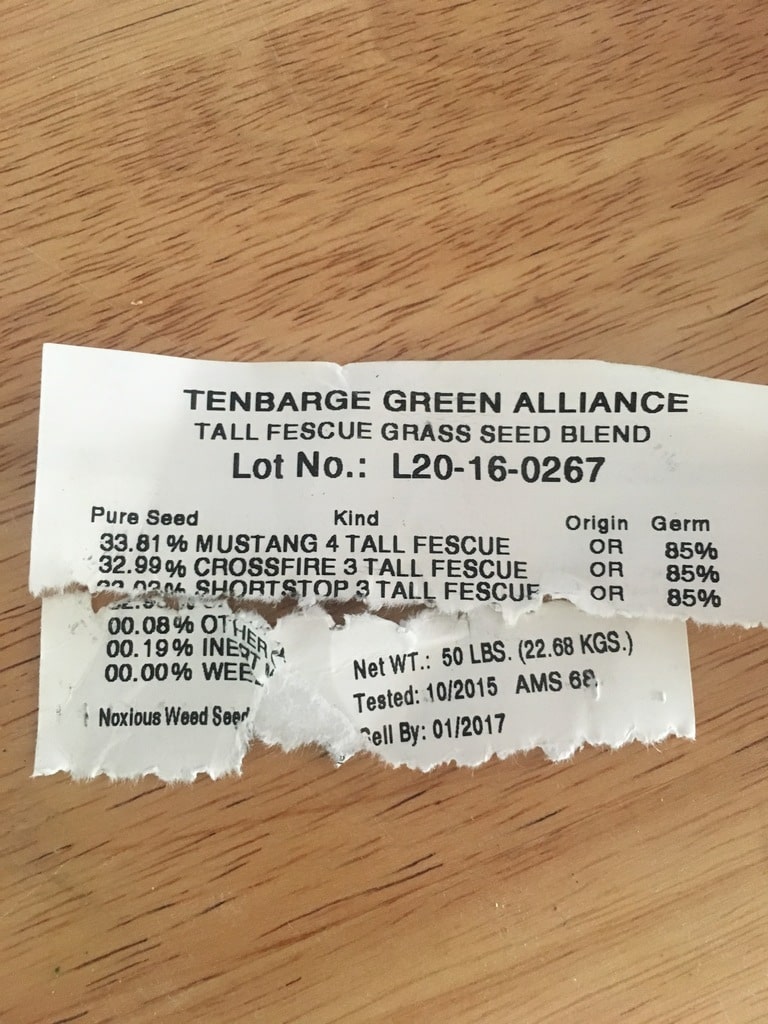 TENBARGE GREEN ALLIANCE
TALL FESCUE GRASS SEED BLEND
Lot No.: L20-16-0267
Pure Seed Kind Origin Germ
33.81% MUSTANG 4 TALL FESCUE OR 85%
32.99% CROSSFIRE 3 TALL FESCUE OR 85%
SHORTSTOP 3 TALL FESCUE OR 85%
00.08% OTHER
00.19% INERT
00.00% WEE
Noxious Weed Seed
Net WT.: 50 LBS. (22.68 KGS.)
Tested: 10/2015 AMS 68
ell By: 01/2017